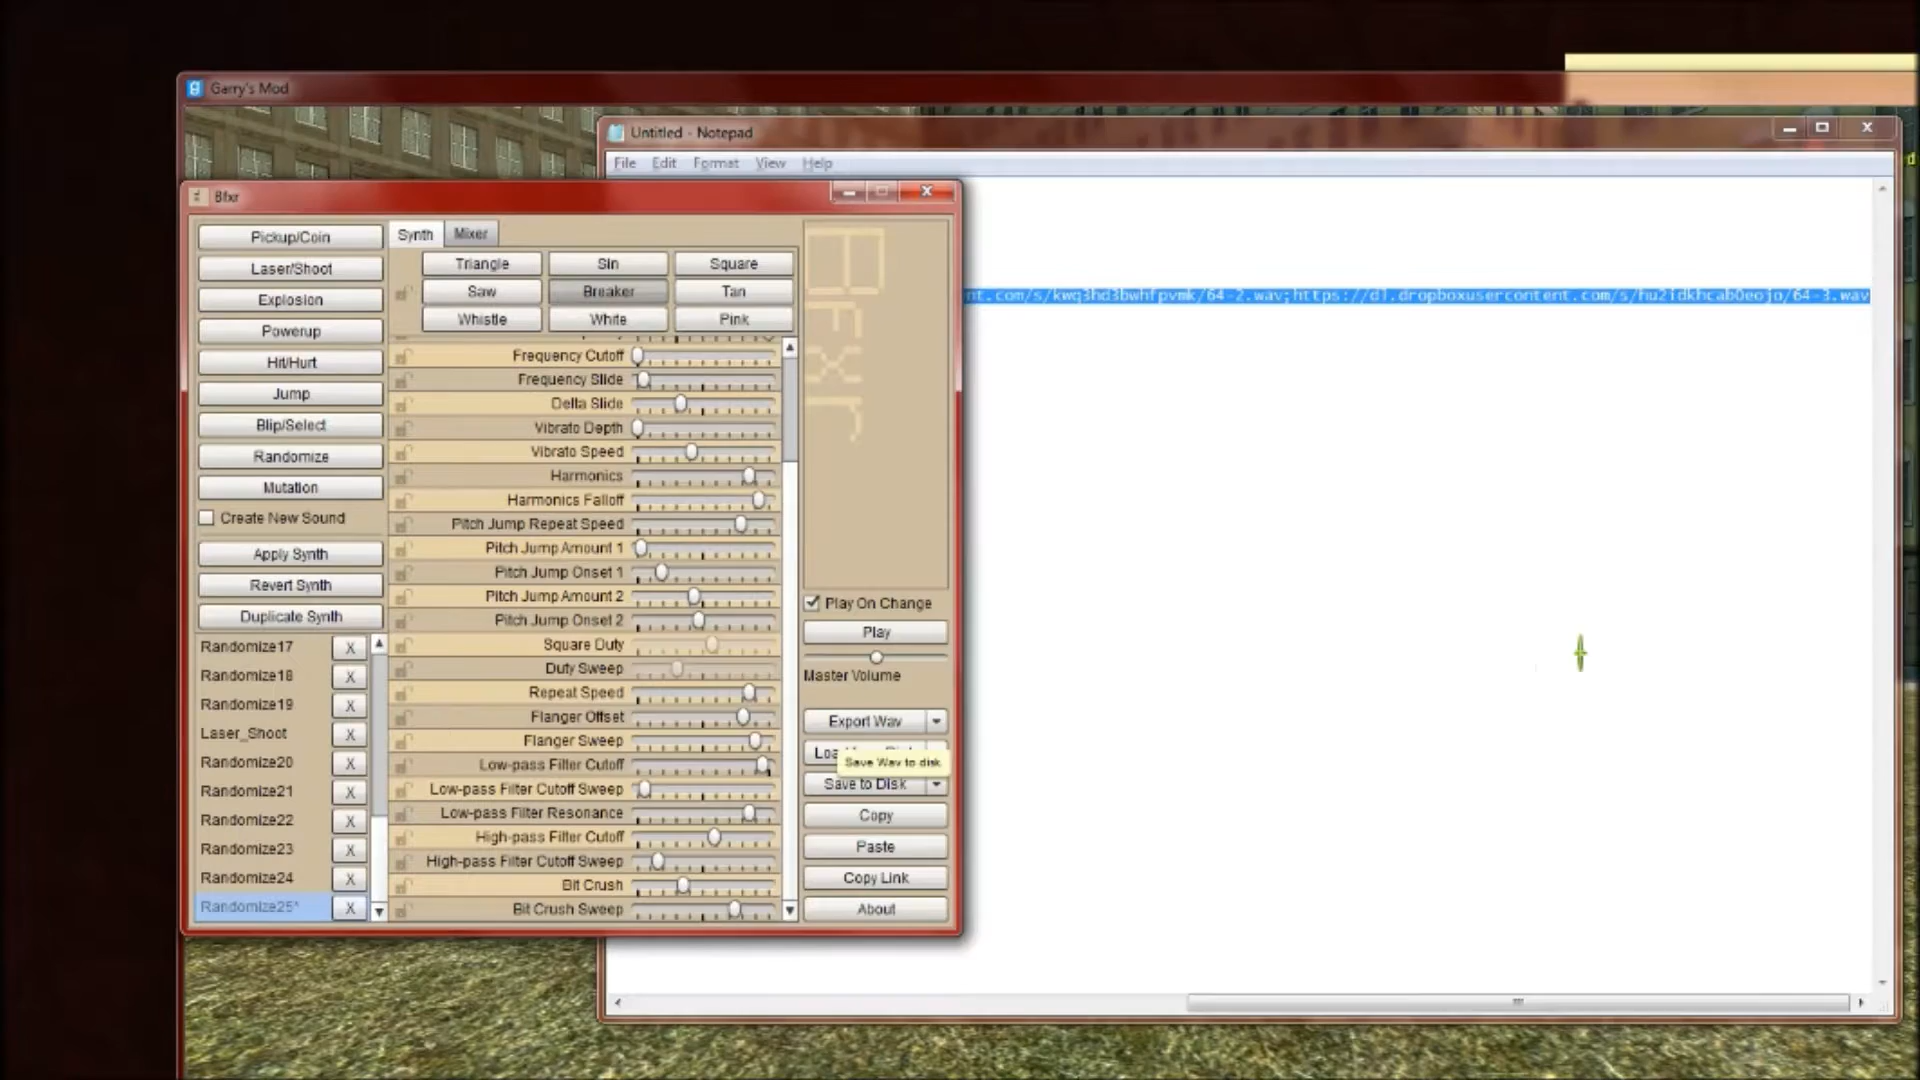 Garry's Mod
Untitled - Notepad
File Edit Format View Help
nt.com/s/kwq3hd3bwhfpvmk/64-2.wav;https://dl.dropboxusercontent.com/s/hu2idkhcab0eojo/64-3.wav
Bfxr
Pickup/Coin
Laser/Shoot
Explosion
Powerup
Hit/Hurt
Jump
Blip/Select
Randomize
Mutation
Create New Sound
Apply Synth
Revert Synth
Duplicate Synth
Randomize17 X
Randomize18 X
Randomize19 X
Laser_Shoot X
Randomize20 X
Randomize21 X
Randomize22 X
Randomize23 X
Randomize24 X
Randomize25* X
Synth Mixer
Triangle Sin Square
Saw Breaker Tan
Whistle White Pink
Frequency Cutoff
Frequency Slide
Delta Slide
Vibrato Depth
Vibrato Speed
Harmonics
Harmonics Falloff
Pitch Jump Repeat Speed
Pitch Jump Amount 1
Pitch Jump Onset 1
Pitch Jump Amount 2
Pitch Jump Onset 2
Square Duty
Duty Sweep
Repeat Speed
Flanger Offset
Flanger Sweep
Low-pass Filter Cutoff
Low-pass Filter Cutoff Sweep
Low-pass Filter Resonance
High-pass Filter Cutoff
High-pass Filter Cutoff Sweep
Bit Crush
Bit Crush Sweep
Bfxr
Play On Change
Play
Master Volume
Export Wav
Save Wav to disk
Save to Disk
Copy
Paste
Copy Link
About